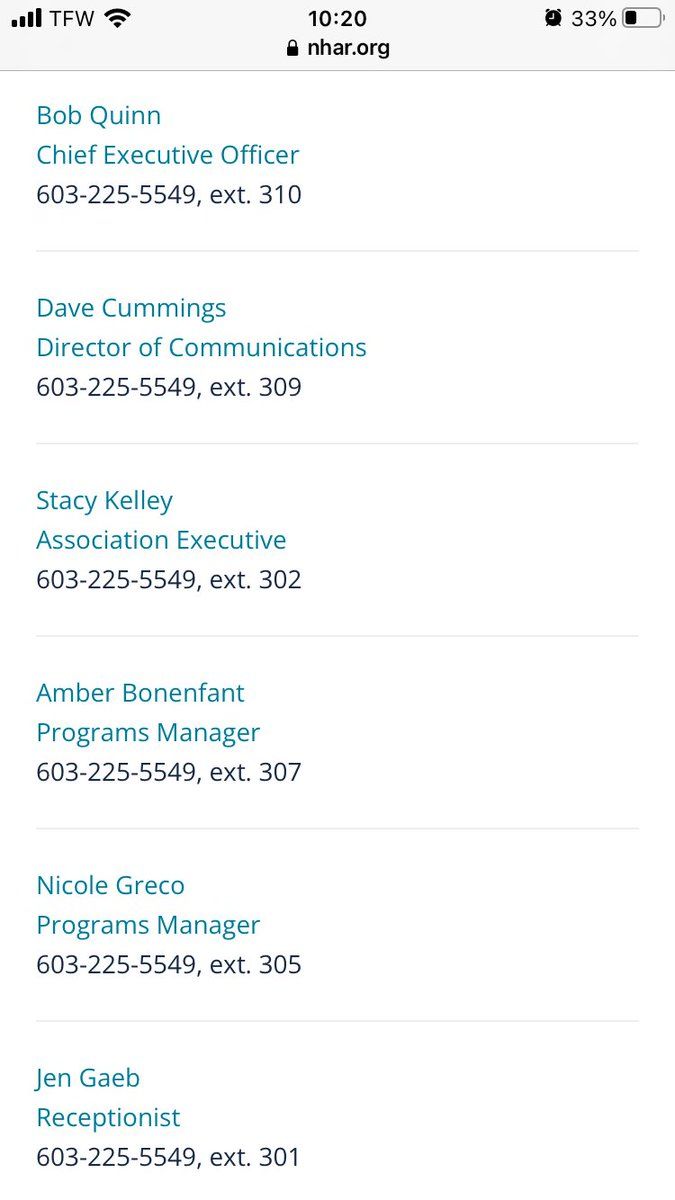 TFW 10:20 33%
nhar.org
Bob Quinn
Chief Executive Officer
603-225-5549, ext. 310
Dave Cummings
Director of Communications
603-225-5549, ext. 309
Stacy Kelley
Association Executive
603-225-5549, ext. 302
Amber Bonenfant
Programs Manager
603-225-5549, ext. 307
Nicole Greco
Programs Manager
603-225-5549, ext. 305
Jen Gaeb
Receptionist
603-225-5549, ext. 301